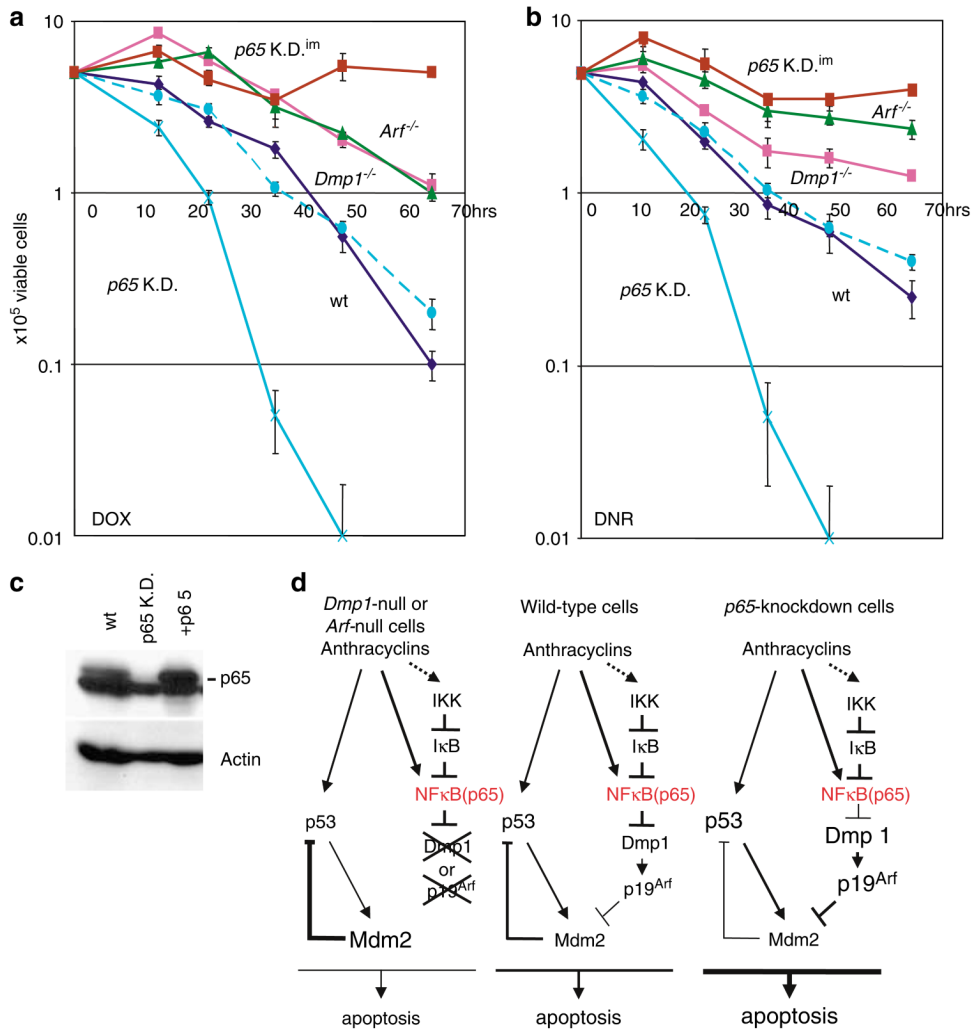 a
10
1
0.1
0.01
x10⁵ viable cells
0 10 20 30 40 50 60 70hrs
p65 K.D.ⁱᵐ
Arf⁻/⁻
Dmp1⁻/⁻
p65 K.D.
wt
DOX
b
10
1
0.1
0.01
0 10 20 30 40 50 60 70hrs
p65 K.D.ⁱᵐ
Arf⁻/⁻
Dmp1⁻/⁻
p65 K.D.
wt
DNR
c
wt
p65 K.D.
+p6 5
p65
Actin
d
Dmp1-null or
Arf-null cells
Anthracyclins
IKK
IκB
NFκB(p65)
p53
Dmp1
or
p19ᴬʳᶠ
Mdm2
apoptosis
Wild-type cells
Anthracyclins
IKK
IκB
NFκB(p65)
p53
Dmp1
p19ᴬʳᶠ
Mdm2
apoptosis
p65-knockdown cells
Anthracyclins
IKK
IκB
NFκB(p65)
p53
Dmp 1
p19ᴬʳᶠ
Mdm2
apoptosis